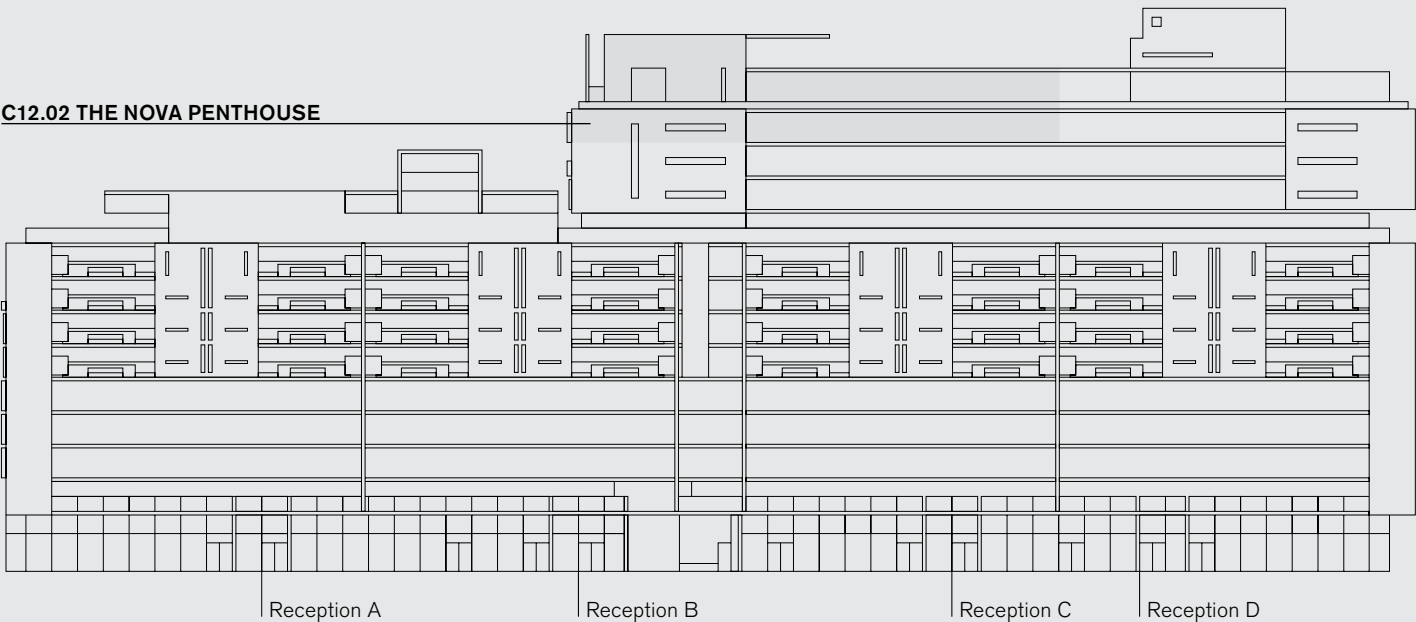 C12.02 THE NOVA PENTHOUSE
Reception A
Reception B
Reception C
Reception D